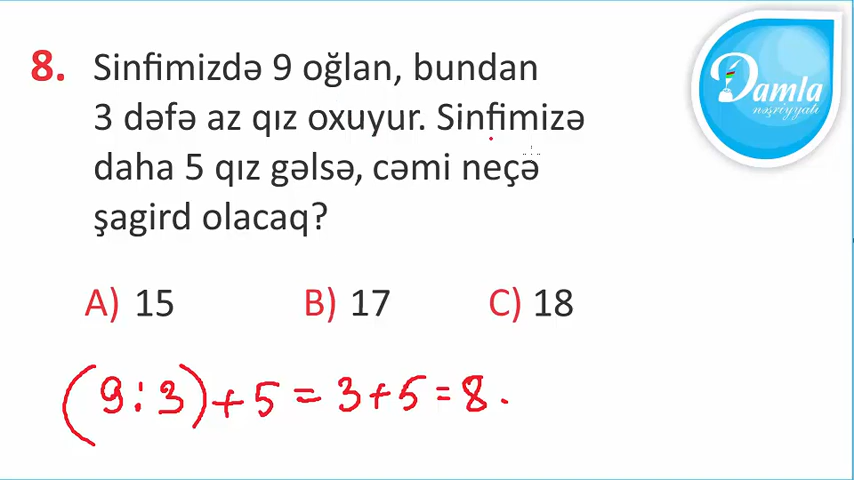 8. Sinfimizdə 9 oğlan, bundan
3 dəfə az qız oxuyur. Sinfimizə
daha 5 qız gəlsə, cəmi neçə
şagird olacaq?
A) 15 B) 17 C) 18
(9:3)+5=3+5=8.
Damla
nəşriyyatı